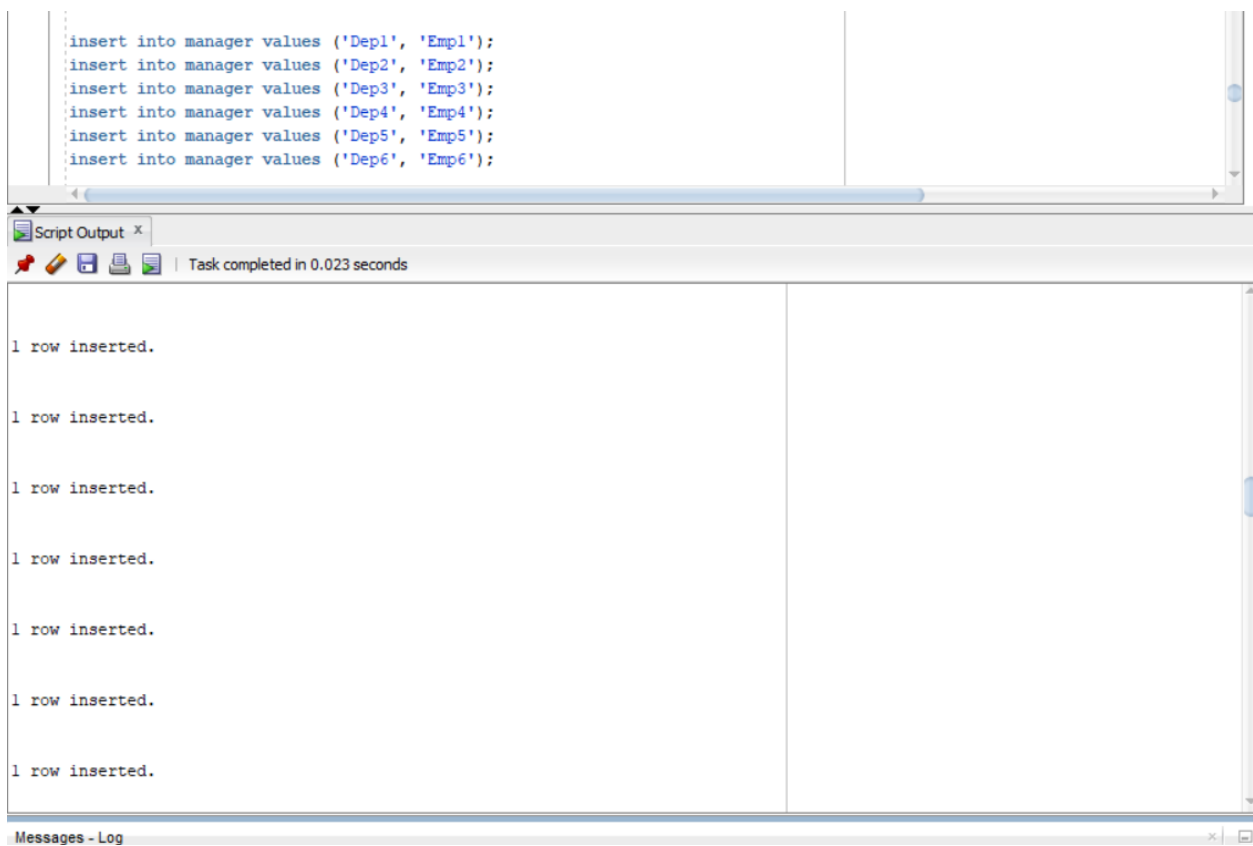 insert into manager values ('Dep1', 'Emp1');
insert into manager values ('Dep2', 'Emp2');
insert into manager values ('Dep3', 'Emp3');
insert into manager values ('Dep4', 'Emp4');
insert into manager values ('Dep5', 'Emp5');
insert into manager values ('Dep6', 'Emp6');
Script Output x
Task completed in 0.023 seconds
1 row inserted.
1 row inserted.
1 row inserted.
1 row inserted.
1 row inserted.
1 row inserted.
1 row inserted.
Messages - Log